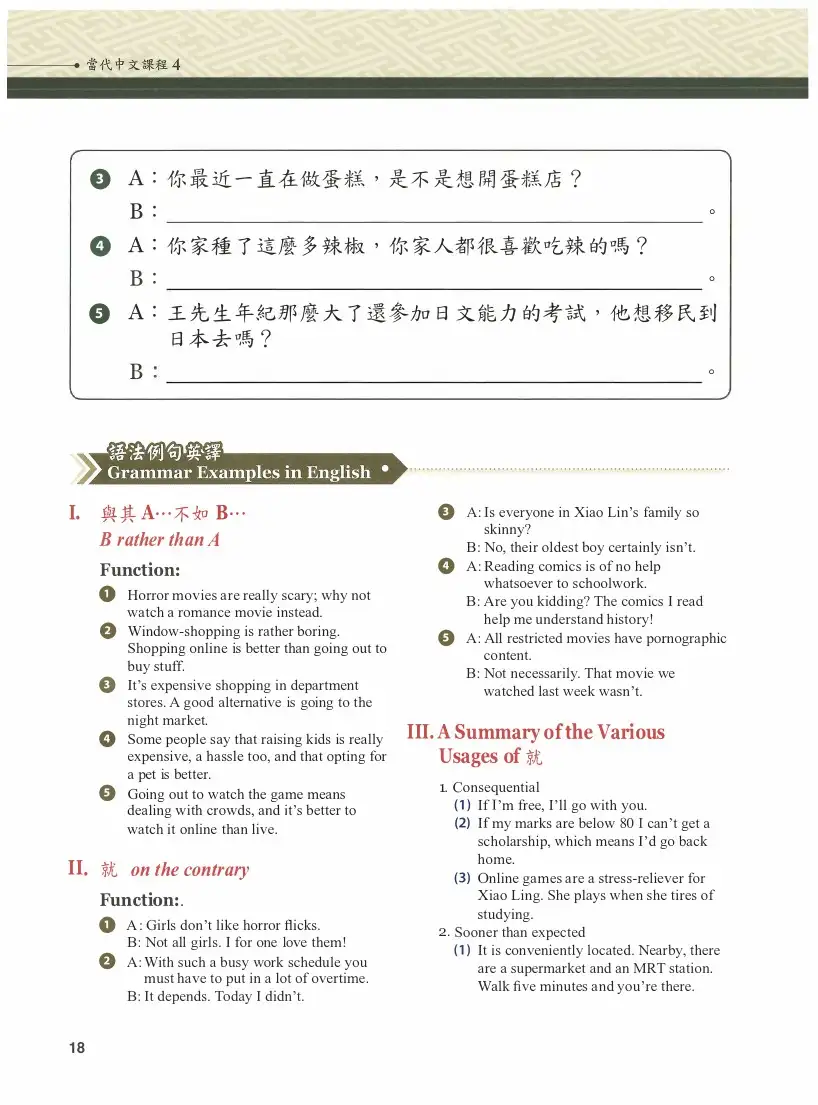 當代中文課程 4
3 A：你最近一直在做蛋糕，是不是想開蛋糕店？
B：。
4 A：你家種了這麼多辣椒，你家人都很喜歡吃辣的嗎？
B：。
5 A：王先生年紀那麼大了還參加日文能力的考試，他想移民到
日本去嗎？
B：。
語法例句英譯
Grammar Examples in English
I. 與其 A…不如 B…
B rather than A
Function:
1 Horror movies are really scary; why not
watch a romance movie instead.
2 Window-shopping is rather boring.
Shopping online is better than going out to
buy stuff.
3 It's expensive shopping in department
stores. A good alternative is going to the
night market.
4 Some people say that raising kids is really
expensive, a hassle too, and that opting for
a pet is better.
5 Going out to watch the game means
dealing with crowds, and it's better to
watch it online than live.
II. 就 on the contrary
Function:.
1 A: Girls don't like horror flicks.
B: Not all girls. I for one love them!
2 A: With such a busy work schedule you
must have to put in a lot of overtime.
B: It depends. Today I didn't.
3 A: Is everyone in Xiao Lin's family so
skinny?
B: No, their oldest boy certainly isn't.
4 A: Reading comics is of no help
whatsoever to schoolwork.
B: Are you kidding? The comics I read
help me understand history!
5 A: All restricted movies have pornographic
content.
B: Not necessarily. That movie we
watched last week wasn't.
III. A Summary of the Various
Usages of 就
1. Consequential
(1) If I'm free, I'll go with you.
(2) If my marks are below 80 I can't get a
scholarship, which means I'd go back
home.
(3) Online games are a stress-reliever for
Xiao Ling. She plays when she tires of
studying.
2. Sooner than expected
(1) It is conveniently located. Nearby, there
are a supermarket and an MRT station.
Walk five minutes and you're there.
18